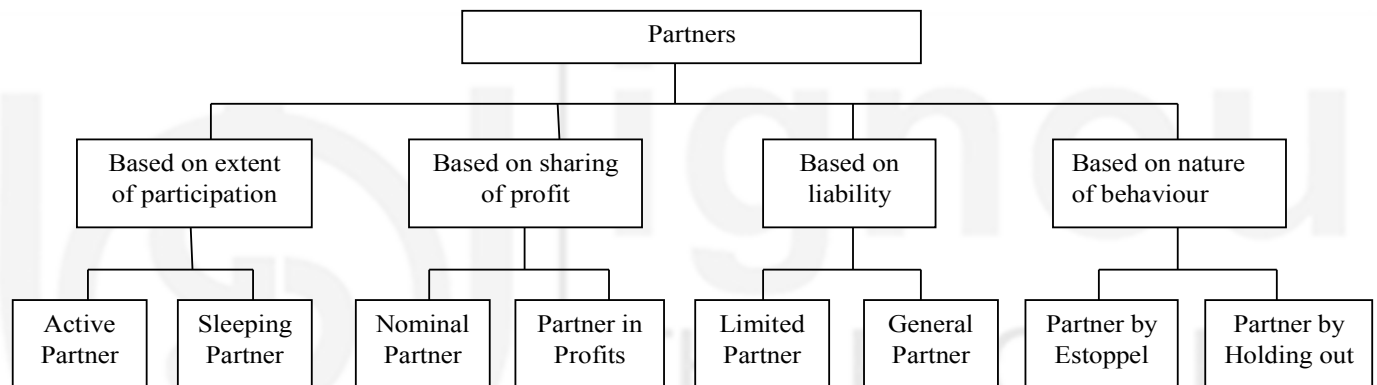 Partners
Based on extent
of participation
Based on sharing
of profit
Based on
liability
Based on nature
of behaviour
Active
Partner
Sleeping
Partner
Nominal
Partner
Partner in
Profits
Limited
Partner
General
Partner
Partner by
Estoppel
Partner by
Holding out
ignou